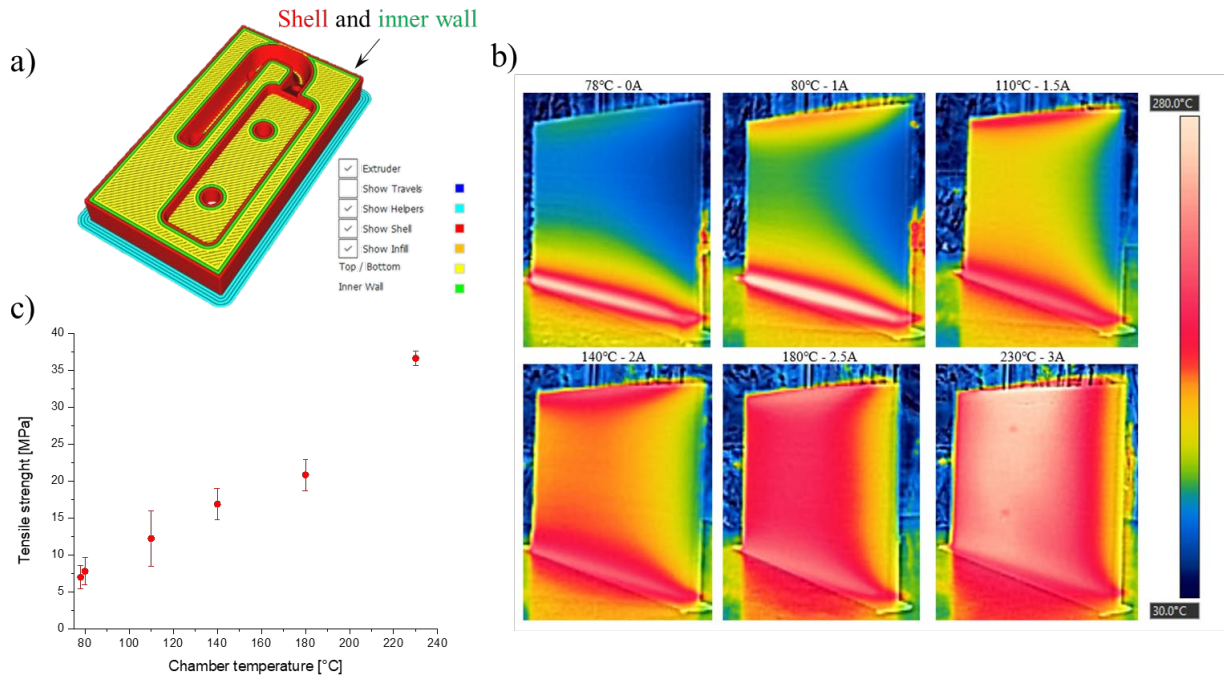 Shell and inner wall
a)
Extruder
Show Travels
Show Helpers
Show Shell
Show Infill
Top / Bottom
Inner Wall
b)
78°C - 0A
80°C - 1A
110°C - 1.5A
280.0°C
140°C - 2A
180°C - 2.5A
230°C - 3A
30.0°C
c)
Tensile strenght [MPa]
40
35
30
25
20
15
10
5
0
80 100 120 140 160 180 200 220 240
Chamber temperature [°C]